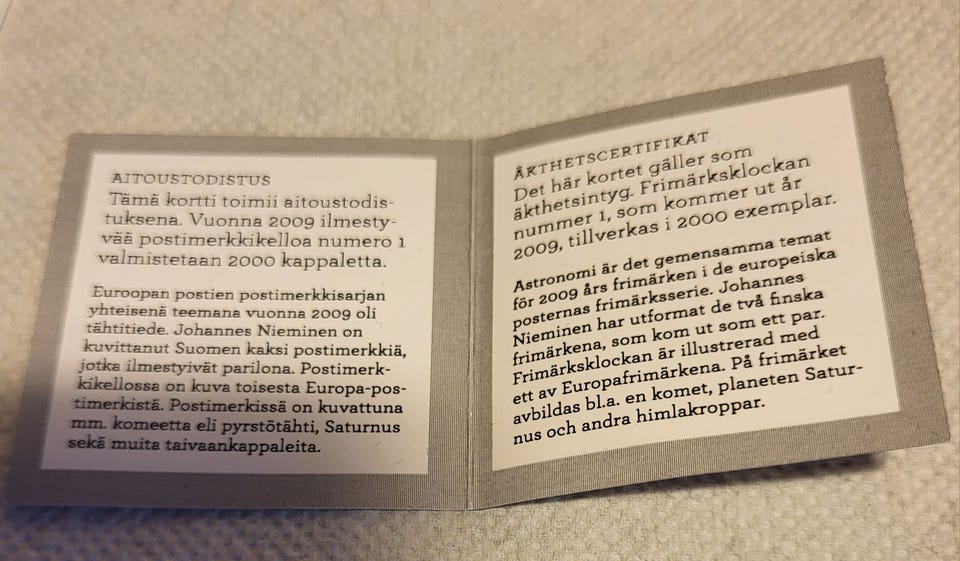 AITOUSTODISTUS
Tämä kortti toimii aitoustodis-
tuksena. Vuonna 2009 ilmesty-
vää postimerkkikelloa numero 1
valmistetaan 2000 kappaletta.
Euroopan postien postimerkkisarjan
yhteisenä teemana vuonna 2009 oli
tähtitiede. Johannes Nieminen on
kuvittanut Suomen kaksi postimerkkiä,
jotka ilmestyivät parilona. Postimerk-
kikellossa on kuva toisesta Europa-pos-
timerkistä. Postimerkissä on kuvattuna
mm. komeetta eli pyrstötähti, Saturnus
sekä muita taivaankappaleita.
ÄKTHETSCERTIFIKAT
Det här kortet gäller som
äkthetsintyg. Frimärksklockan
nummer 1, som kommer ut år
2009, tillverkas i 2000 exemplar.
Astronomi är det gemensamma temat
för 2009 års frimärken i de europeiska
posternas frimärksserie. Johannes
Nieminen har utformat de två finska
frimärkena, som kom ut som ett par.
Frimärksklockan är illustrerad med
ett av Europafrimärkena. På frimärket
avbildas bl.a. en komet, planeten Satur-
nus och andra himlakroppar.